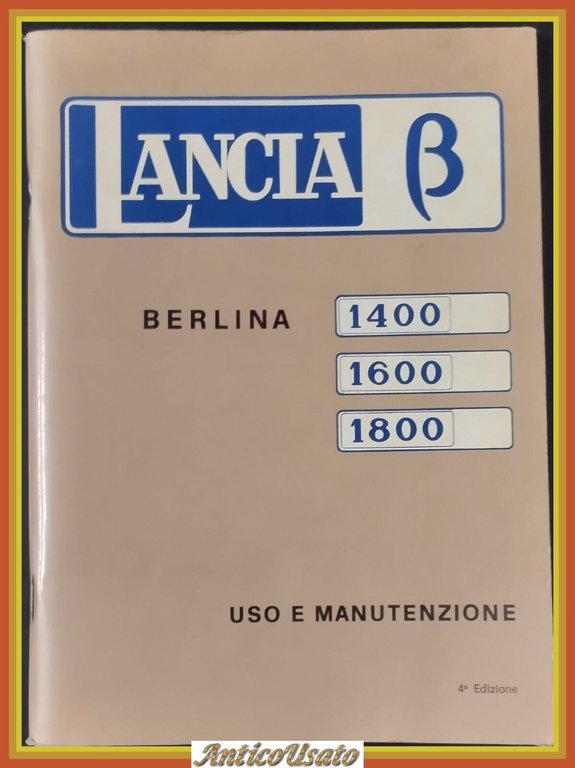 LANCIA β
BERLINA 1400
1600
1800
USO E MANUTENZIONE
4ª Edizione
AnticoUsato